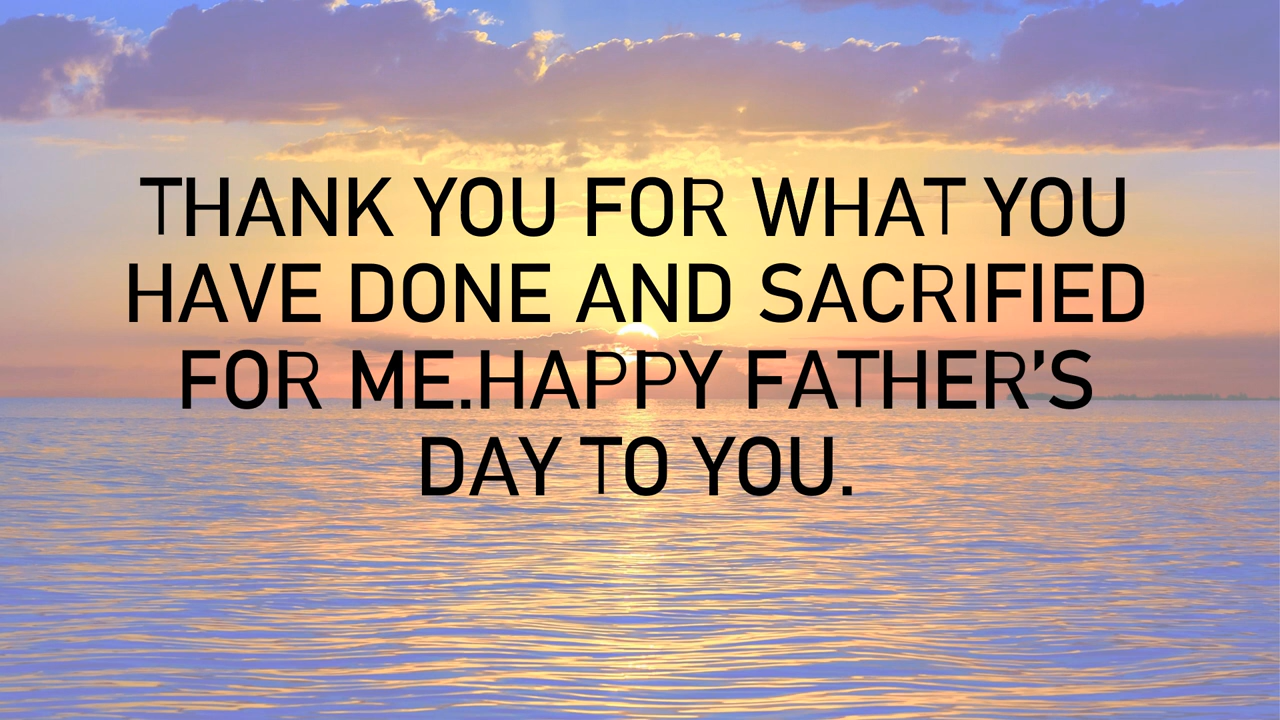 THANK YOU FOR WHAT YOU
HAVE DONE AND SACRIFIED
FOR ME.HAPPY FATHER’S
DAY TO YOU.